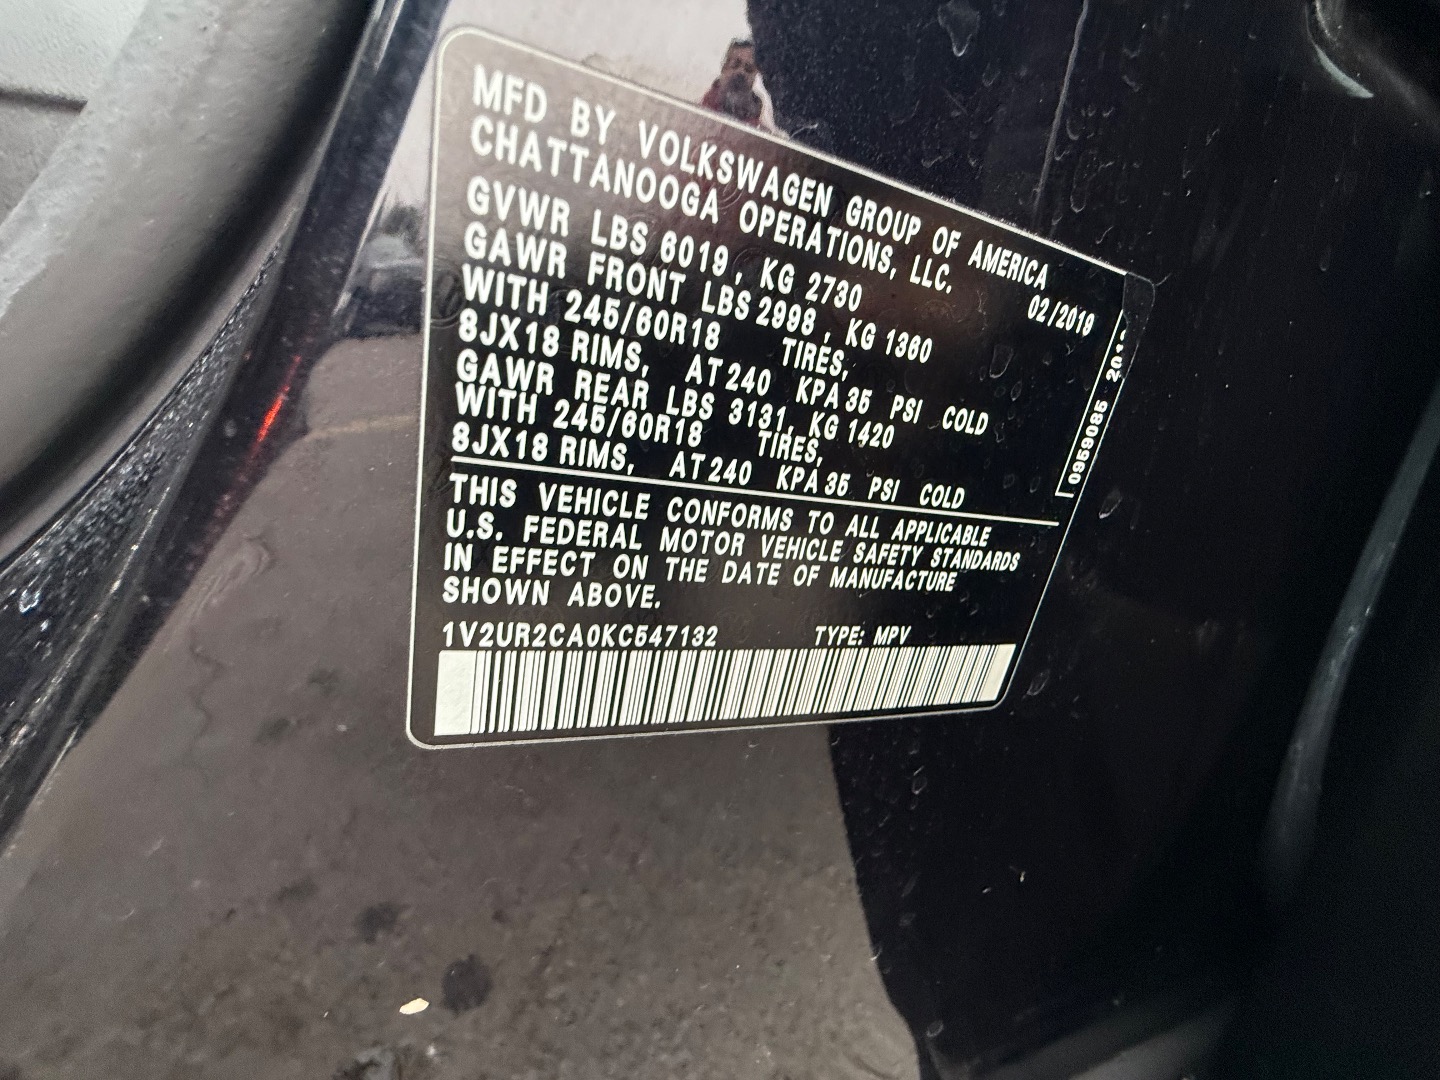 MFD BY VOLKSWAGEN GROUP OF AMERICA
CHATTANOOGA OPERATIONS, LLC.
02/2019
GVWR LBS 6019, KG 2730
GAWR FRONT LBS 2998, KG 1360
WITH 245/60R18 TIRES,
8JX18 RIMS, AT 240 KPA 35 PSI COLD
GAWR REAR LBS 3131, KG 1420
WITH 245/60R18 TIRES,
8JX18 RIMS, AT 240 KPA 35 PSI COLD
THIS VEHICLE CONFORMS TO ALL APPLICABLE
U.S. FEDERAL MOTOR VEHICLE SAFETY STANDARDS
IN EFFECT ON THE DATE OF MANUFACTURE
SHOWN ABOVE.
1V2UR2CA0KC547132 TYPE: MPV
0959085